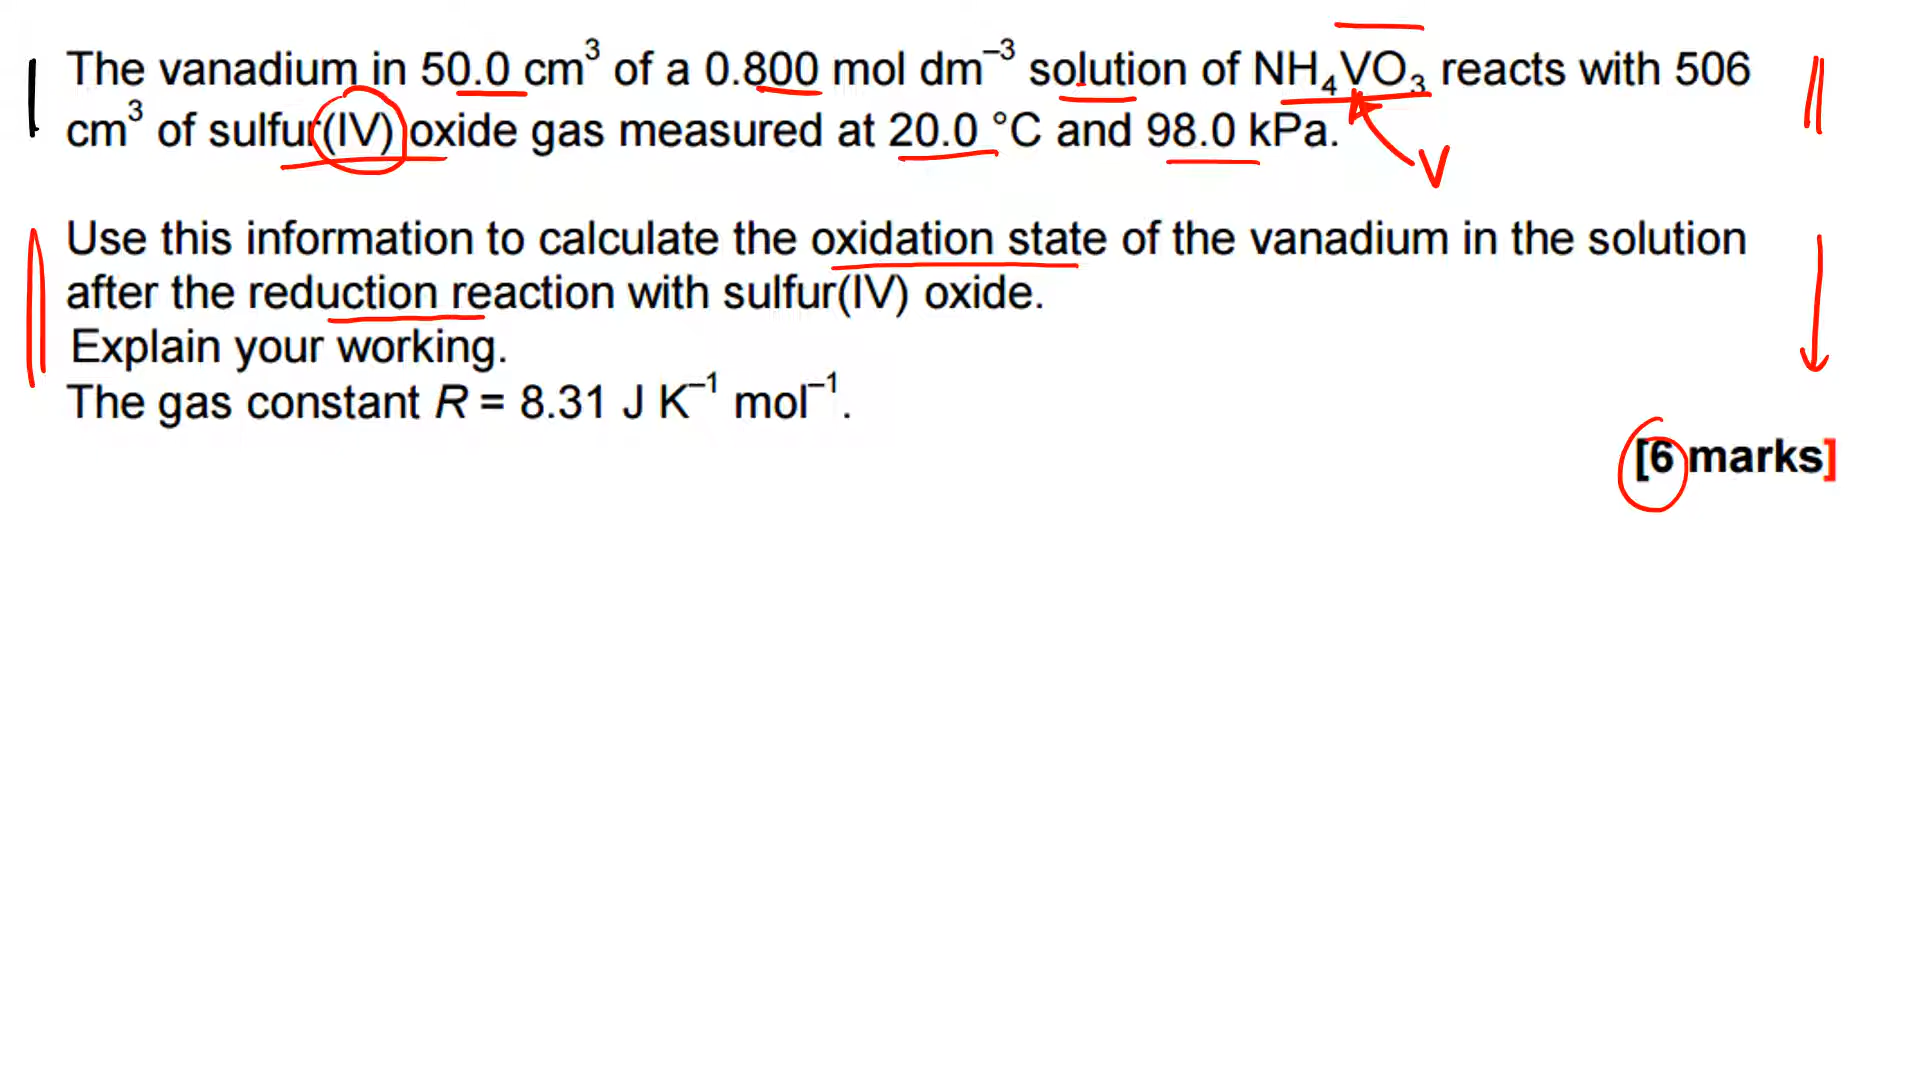 The vanadium in 50.0 cm³ of a 0.800 mol dm⁻³ solution of NH₄VO₃ reacts with 506
cm³ of sulfur(IV) oxide gas measured at 20.0 °C and 98.0 kPa.
V
Use this information to calculate the oxidation state of the vanadium in the solution
after the reduction reaction with sulfur(IV) oxide.
Explain your working.
The gas constant R = 8.31 J K⁻¹ mol⁻¹.
[6 marks]